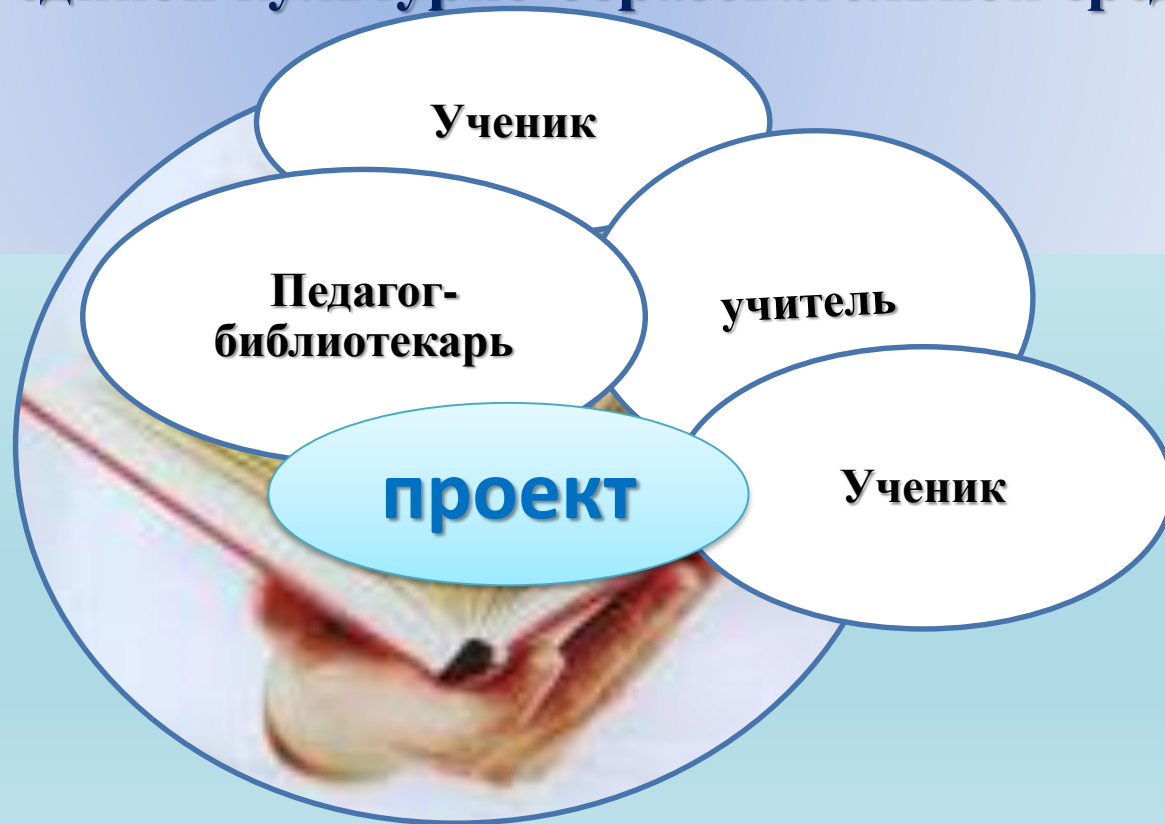 Ученик
Педагог-
библиотекарь
учитель
проект
Ученик